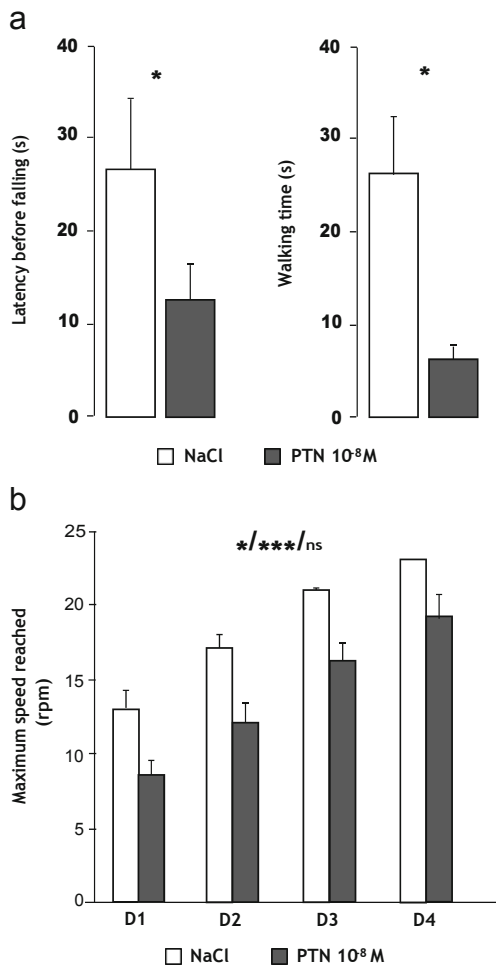 a
Latency before falling (s)
40
30
20
10
0
*
Walking time (s)
40
30
20
10
0
*
NaCl PTN 10⁻⁸M
b
Maximum speed reached
(rpm)
25
20
15
10
5
0
*/***/ns
D1 D2 D3 D4
NaCl PTN 10⁻⁸ M